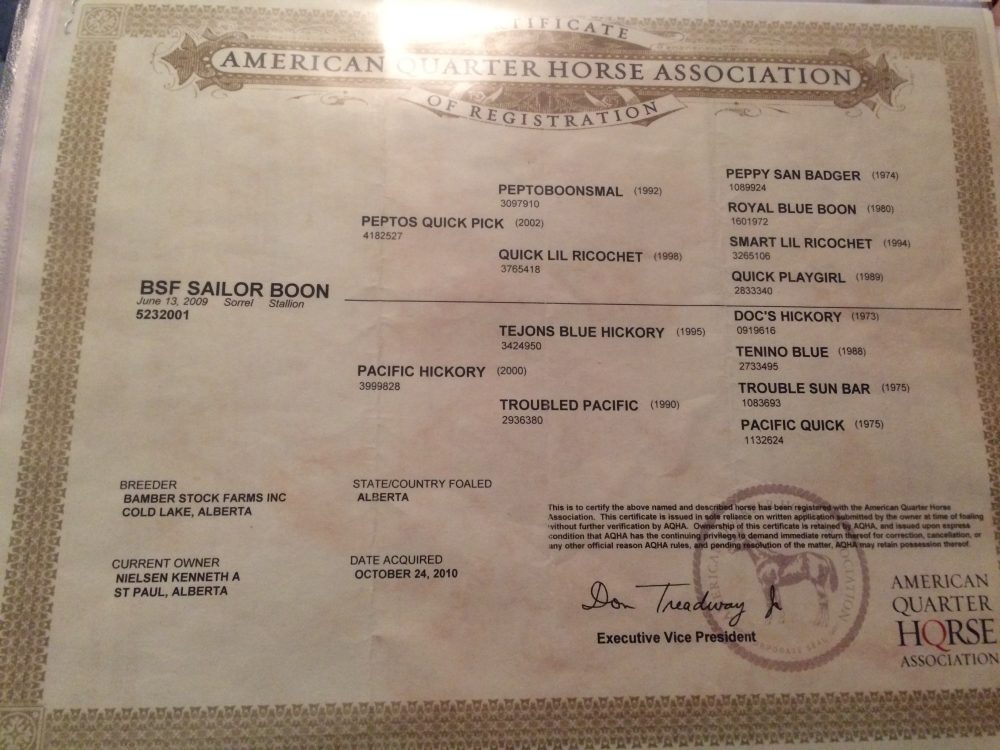 CERTIFICATE
AMERICAN QUARTER HORSE ASSOCIATION
OF REGISTRATION
PEPPY SAN BADGER (1974)
1089924
PEPTOBOONSMAL (1992)
3097910
ROYAL BLUE BOON (1980)
1601972
PEPTOS QUICK PICK (2002)
4182527
SMART LIL RICOCHET (1994)
3265106
QUICK LIL RICOCHET (1998)
3765418
QUICK PLAYGIRL (1989)
2833340
BSF SAILOR BOON
June 13, 2009 Sorrel Stallion
5232001
DOC'S HICKORY (1973)
0919616
TEJONS BLUE HICKORY (1995)
3424950
TENINO BLUE (1988)
2733495
PACIFIC HICKORY (2000)
3999828
TROUBLE SUN BAR (1975)
1083693
TROUBLED PACIFIC (1990)
2936380
PACIFIC QUICK (1975)
1132624
BREEDER
BAMBER STOCK FARMS INC
COLD LAKE, ALBERTA
STATE/COUNTRY FOALED
ALBERTA
CURRENT OWNER
NIELSEN KENNETH A
ST PAUL, ALBERTA
DATE ACQUIRED
OCTOBER 24, 2010
This is to certify the above named and described horse has been registered with the American Quarter Horse
Association. This certificate is issued in sole reliance on written application submitted by the owner at time of foaling
without further verification by AQHA. Ownership of this certificate is retained by AQHA, and issued upon express
condition that AQHA has the continuing privilege to demand immediate return thereof for correction, cancellation, or
any other official reason AQHA rules, and pending resolution of the matter, AQHA may retain possession thereof.
Don Treadway Jr
Executive Vice President
AMERICAN
QUARTER
HORSE
ASSOCIATION